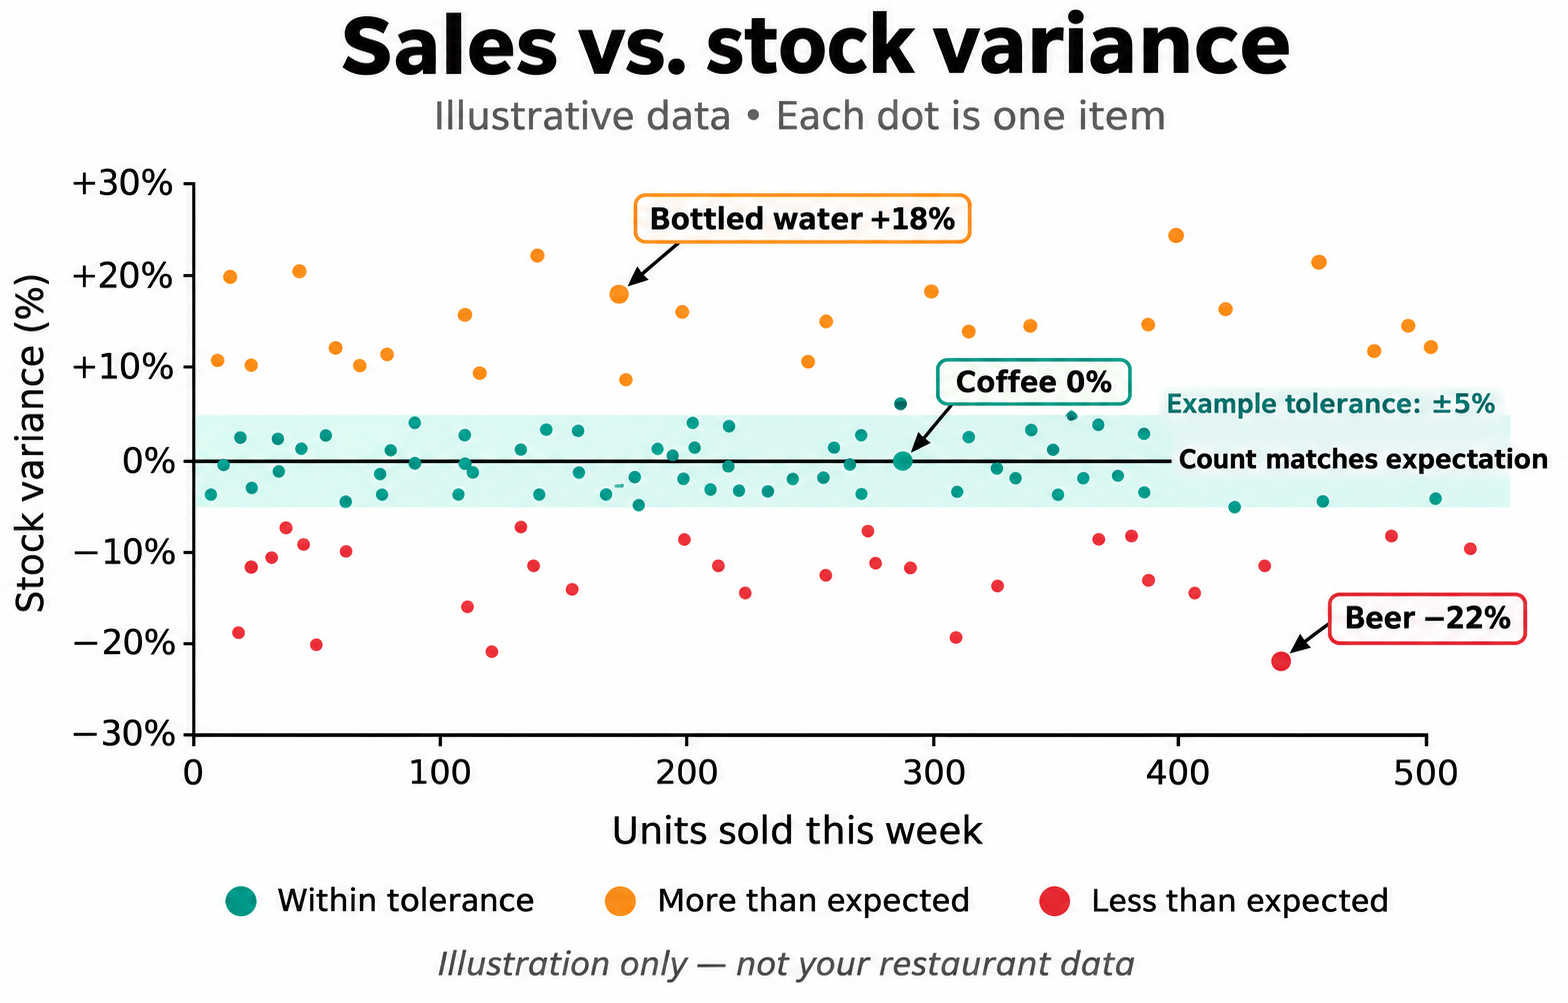 Sales vs. stock variance
Illustrative data • Each dot is one item
Stock variance (%)
+30%
+20%
+10%
0%
−10%
−20%
−30%
Bottled water +18%
Coffee 0%
Example tolerance: ±5%
Count matches expectation
Beer −22%
0 100 200 300 400 500
Units sold this week
Within tolerance More than expected Less than expected
Illustration only — not your restaurant data